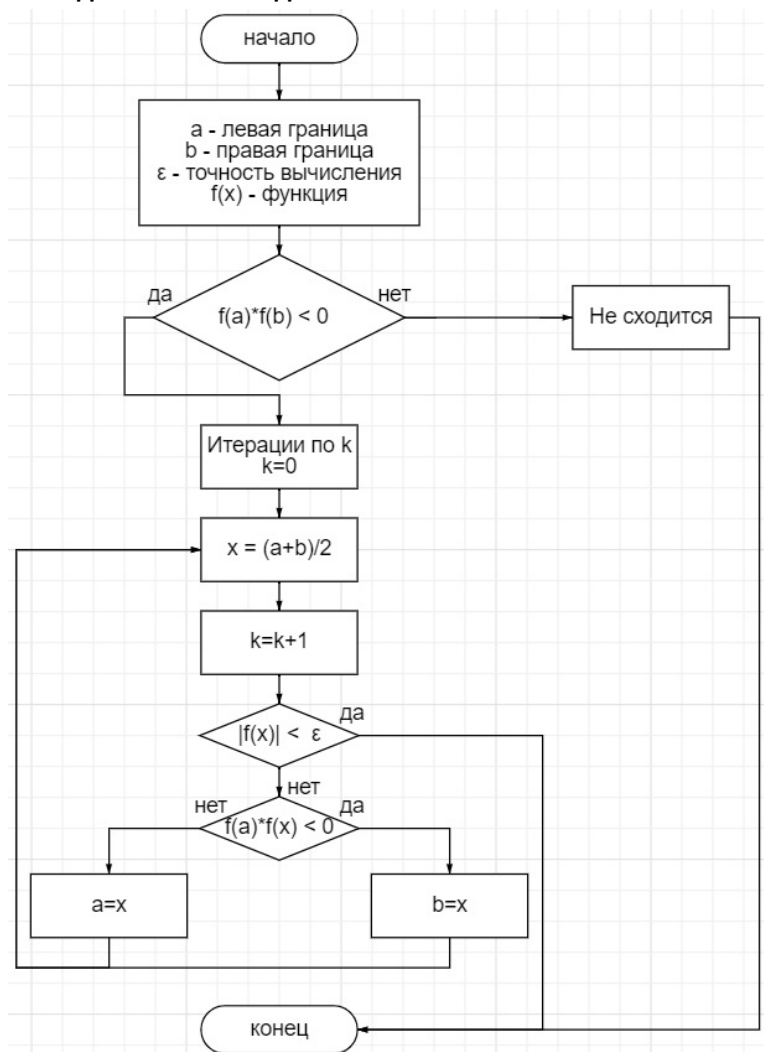 начало
a - левая граница
b - правая граница
ε - точность вычисления
f(x) - функция
да
нет
f(a)*f(b) < 0
Не сходится
Итерации по k
k=0
x = (a+b)/2
k=k+1
да
|f(x)| < ε
нет
нет
да
f(a)*f(x) < 0
a=x
b=x
конец